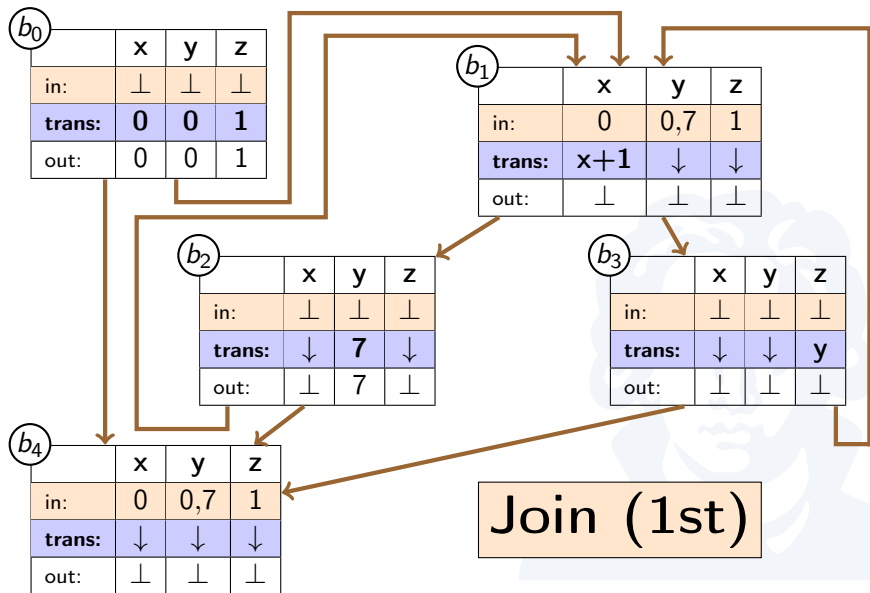 b0
x y z
in: ⊥ ⊥ ⊥
trans: 0 0 1
out: 0 0 1
b1
x y z
in: 0 0,7 1
trans: x+1 ↓ ↓
out: ⊥ ⊥ ⊥
b2
x y z
in: ⊥ ⊥ ⊥
trans: ↓ 7 ↓
out: ⊥ 7 ⊥
b3
x y z
in: ⊥ ⊥ ⊥
trans: ↓ ↓ y
out: ⊥ ⊥ ⊥
b4
x y z
in: 0 0,7 1
trans: ↓ ↓ ↓
out: ⊥ ⊥ ⊥
Join (1st)